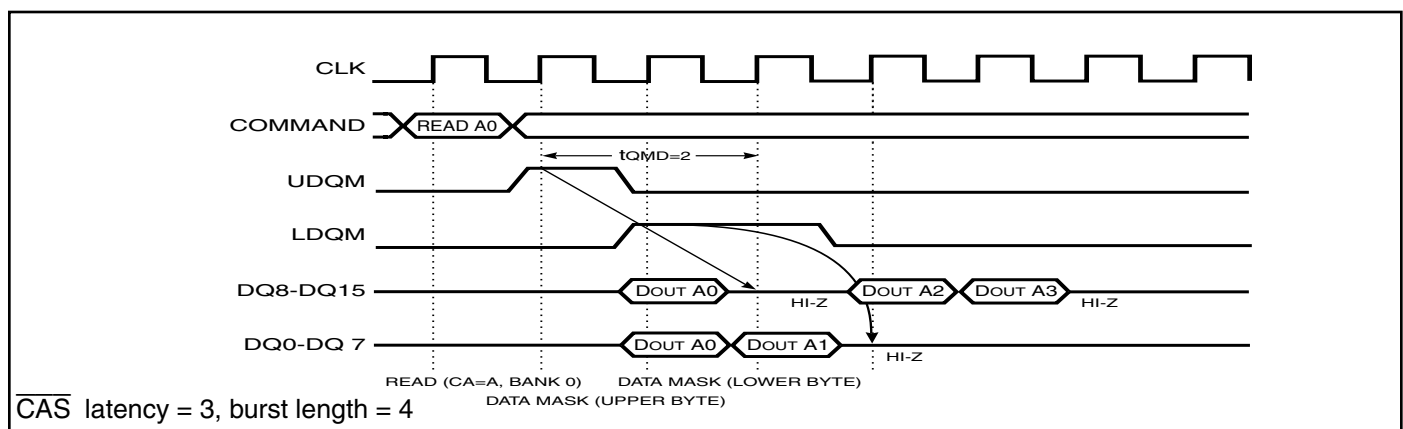 CLK
COMMAND READ A0
tQMD=2
UDQM
LDQM
DQ8-DQ15 DOUT A0 HI-Z DOUT A2 DOUT A3 HI-Z
DQ0-DQ 7 DOUT A0 DOUT A1 HI-Z
READ (CA=A, BANK 0) DATA MASK (LOWER BYTE)
DATA MASK (UPPER BYTE)
CAS latency = 3, burst length = 4